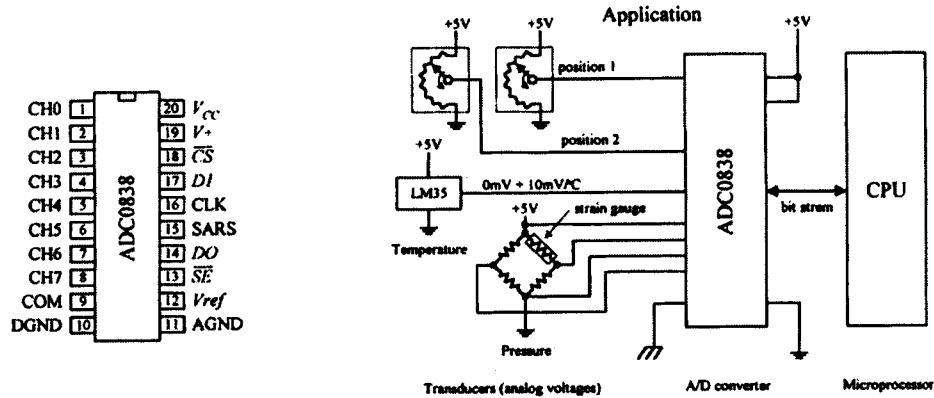 CH0 1 20 VCC
CH1 2 19 V+
CH2 3 18 CS
CH3 4 17 DI
CH4 5 16 CLK
CH5 6 15 SARS
CH6 7 14 DO
CH7 8 13 SE
COM 9 12 Vref
DGND 10 11 AGND
ADC0838
Application
+5V
+5V
+5V
position 1
position 2
+5V
LM35
0mV + 10mV/°C
Temperature
+5V
strain gauge
Pressure
ADC0838
bit strem
CPU
Transducers (analog voltages)
A/D converter
Microprocessor